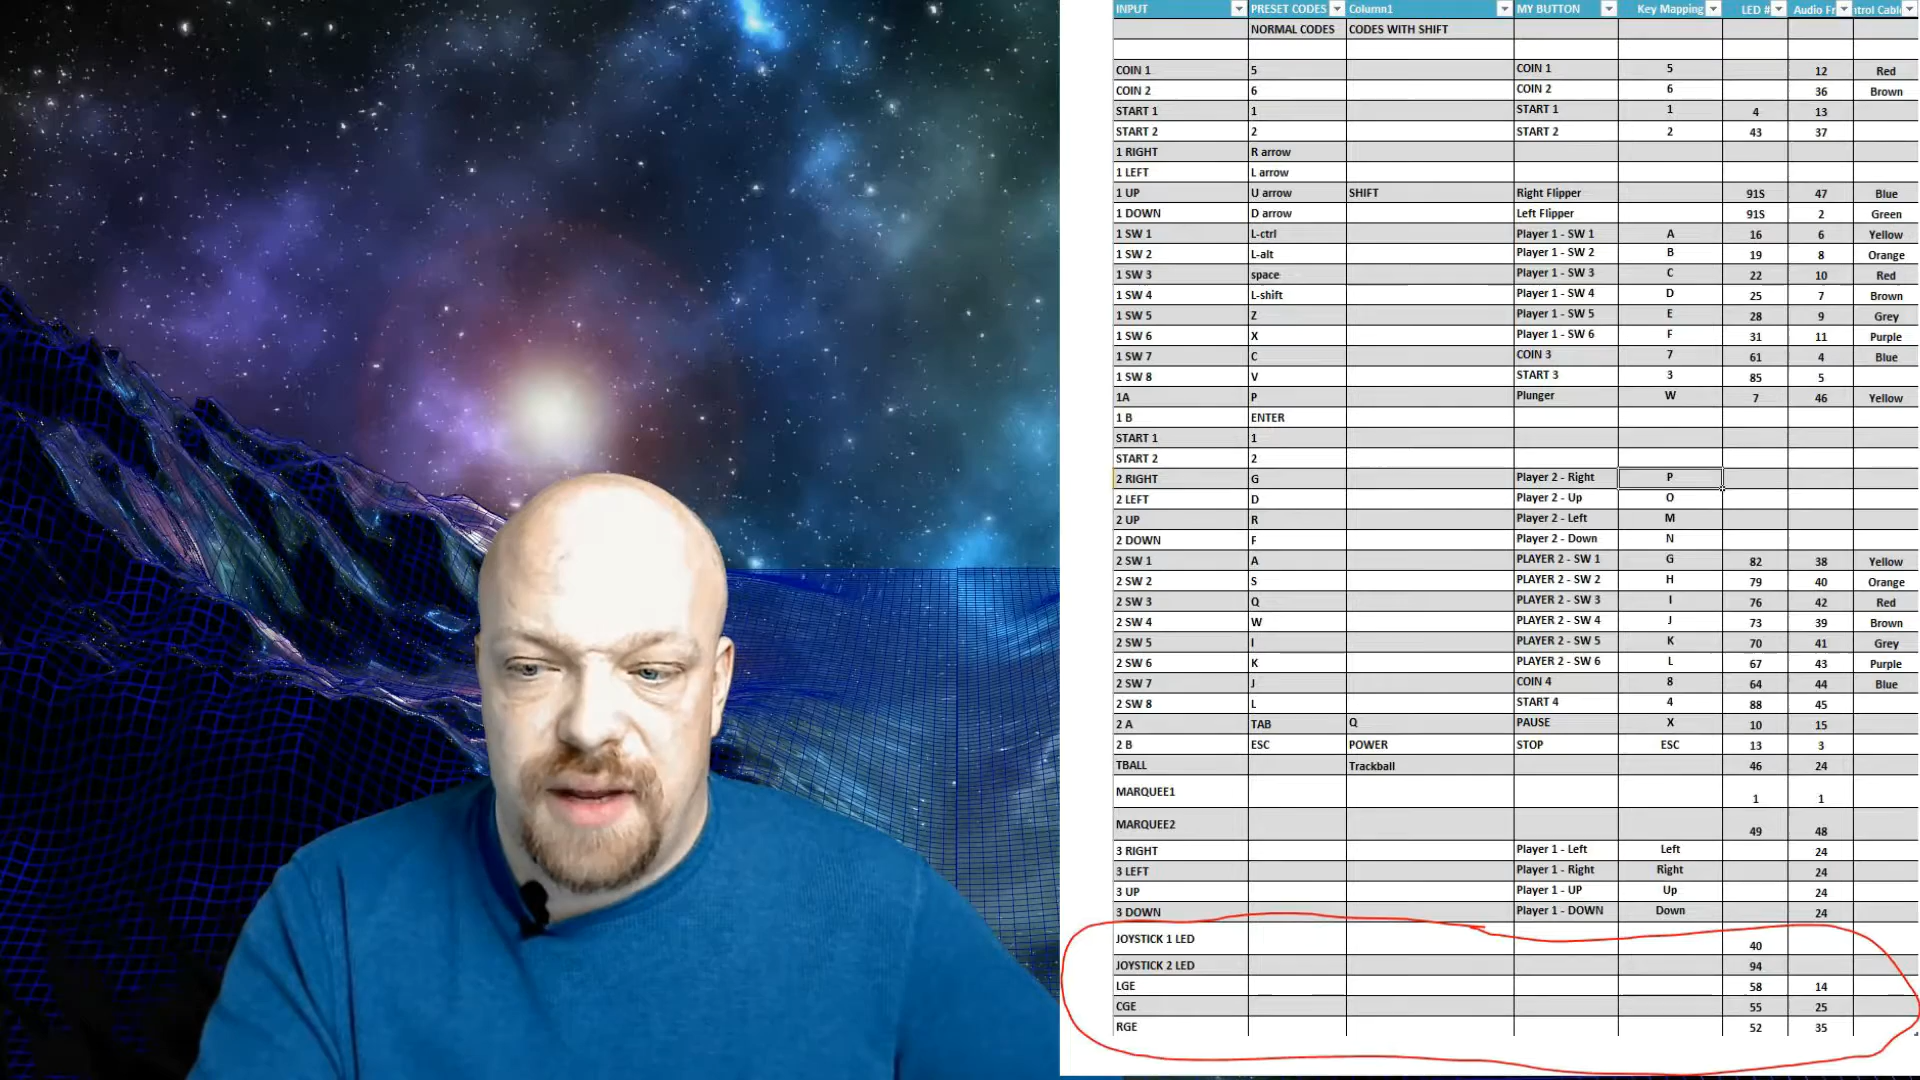 INPUT PRESET CODES Column1 MY BUTTON Key Mapping LED # Audio Fr ntrol Cabl
NORMAL CODES CODES WITH SHIFT
COIN 1 5 COIN 1 5 12 Red
COIN 2 6 COIN 2 6 36 Brown
START 1 1 START 1 1 4 13
START 2 2 START 2 2 43 37
1 RIGHT R arrow
1 LEFT L arrow
1 UP U arrow SHIFT Right Flipper 91S 47 Blue
1 DOWN D arrow Left Flipper 91S 2 Green
1 SW 1 L-ctrl Player 1 - SW 1 A 16 6 Yellow
1 SW 2 L-alt Player 1 - SW 2 B 19 8 Orange
1 SW 3 space Player 1 - SW 3 C 22 10 Red
1 SW 4 L-shift Player 1 - SW 4 D 25 7 Brown
1 SW 5 Z Player 1 - SW 5 E 28 9 Grey
1 SW 6 X Player 1 - SW 6 F 31 11 Purple
1 SW 7 C COIN 3 7 61 4 Blue
1 SW 8 V START 3 3 85 5
1A P Plunger W 7 46 Yellow
1 B ENTER
START 1 1
START 2 2
2 RIGHT G Player 2 - Right P
2 LEFT D Player 2 - Up O
2 UP R Player 2 - Left M
2 DOWN F Player 2 - Down N
2 SW 1 A PLAYER 2 - SW 1 G 82 38 Yellow
2 SW 2 S PLAYER 2 - SW 2 H 79 40 Orange
2 SW 3 Q PLAYER 2 - SW 3 I 76 42 Red
2 SW 4 W PLAYER 2 - SW 4 J 73 39 Brown
2 SW 5 I PLAYER 2 - SW 5 K 70 41 Grey
2 SW 6 K PLAYER 2 - SW 6 L 67 43 Purple
2 SW 7 J COIN 4 8 64 44 Blue
2 SW 8 L START 4 4 88 45
2 A TAB Q PAUSE X 10 15
2 B ESC POWER STOP ESC 13 3
TBALL Trackball 46 24
MARQUEE1 1 1
MARQUEE2 49 48
3 RIGHT Player 1 - Left Left 24
3 LEFT Player 1 - Right Right 24
3 UP Player 1 - UP Up 24
3 DOWN Player 1 - DOWN Down 24
JOYSTICK 1 LED 40
JOYSTICK 2 LED 94
LGE 58 14
CGE 55 25
RGE 52 35